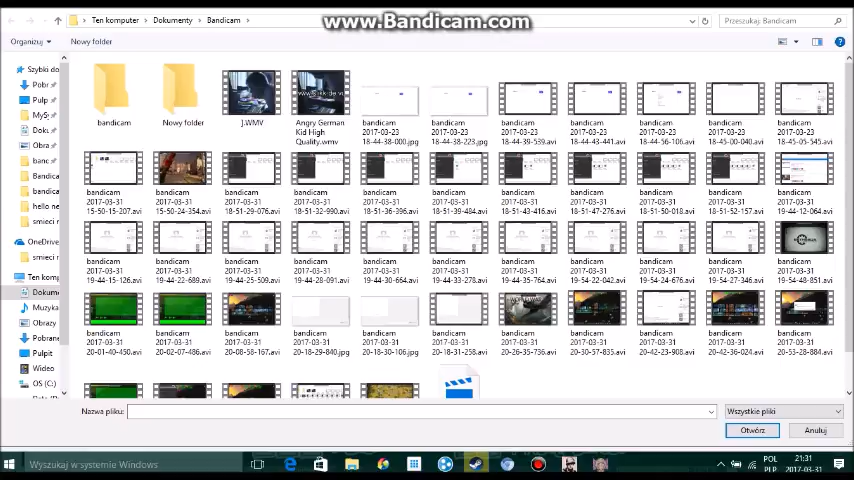 www.Bandicam.com
Ten komputer > Dokumenty > Bandicam >
Przeszukaj: Bandicam
Organizuj
New folder
Szybki do
Pobr
Pulp
MyS
Doku
Obra
banc
Bandica
bandica
hello ne
smieci r
OneDrive
smieci r
Ten komp
Dokume
Muzyka
Obrazy
Pobrane
Pulpit
Wideo
OS (C:)
bandicam
Nowy folder
J.WMV
Angry German Kid High Quality.wmv
bandicam 2017-03-23 18-44-38-000.jpg
bandicam 2017-03-23 18-44-38-223.jpg
bandicam 2017-03-23 18-44-39-539.avi
bandicam 2017-03-23 18-44-43-441.avi
bandicam 2017-03-23 18-44-56-106.avi
bandicam 2017-03-23 18-45-00-040.avi
bandicam 2017-03-23 18-45-05-545.avi
bandicam 2017-03-31 15-50-15-207.avi
bandicam 2017-03-31 15-50-24-354.avi
bandicam 2017-03-31 18-51-29-076.avi
bandicam 2017-03-31 18-51-32-990.avi
bandicam 2017-03-31 18-51-36-396.avi
bandicam 2017-03-31 18-51-39-484.avi
bandicam 2017-03-31 18-51-43-416.avi
bandicam 2017-03-31 18-51-47-276.avi
bandicam 2017-03-31 18-51-50-018.avi
bandicam 2017-03-31 18-51-52-157.avi
bandicam 2017-03-31 19-44-12-064.avi
bandicam 2017-03-31 19-44-15-126.avi
bandicam 2017-03-31 19-44-22-689.avi
bandicam 2017-03-31 19-44-25-509.avi
bandicam 2017-03-31 19-44-28-091.avi
bandicam 2017-03-31 19-44-30-664.avi
bandicam 2017-03-31 19-44-33-278.avi
bandicam 2017-03-31 19-44-35-764.avi
bandicam 2017-03-31 19-54-22-042.avi
bandicam 2017-03-31 19-54-24-676.avi
bandicam 2017-03-31 19-54-27-346.avi
bandicam 2017-03-31 19-54-48-851.avi
bandicam 2017-03-31 20-01-40-450.avi
bandicam 2017-03-31 20-02-07-486.avi
bandicam 2017-03-31 20-08-58-167.avi
bandicam 2017-03-31 20-18-29-840.jpg
bandicam 2017-03-31 20-18-30-106.jpg
bandicam 2017-03-31 20-18-31-258.avi
bandicam 2017-03-31 20-26-35-736.avi
bandicam 2017-03-31 20-30-57-835.avi
bandicam 2017-03-31 20-42-23-908.avi
bandicam 2017-03-31 20-42-36-024.avi
bandicam 2017-03-31 20-53-28-884.avi
Nazwa pliku:
Wszystkie pliki
Otwórz
Anuluj
Wyszukaj w systemie Windows
POL
PLP
21:31
2017-03-31